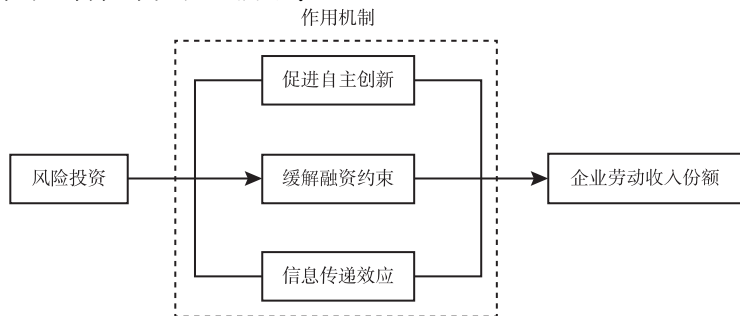 作用机制
促进自主创新
风险投资
缓解融资约束
企业劳动收入份额
信息传递效应